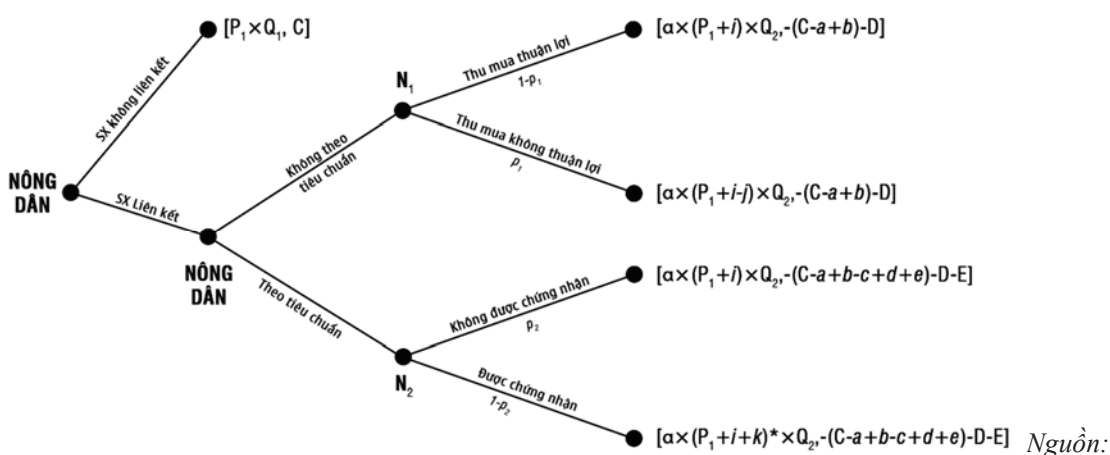 [P₁×Q₁, C]
SX không liên kết
NÔNG
DÂN
SX Liên kết
NÔNG
DÂN
Không theo
tiêu chuẩn
N₁
Thu mua thuận lợi
1-p₁
[α×(P₁+i)×Q₂,-(C-a+b)-D]
Thu mua không thuận lợi
p₁
[α×(P₁+i-j)×Q₂,-(C-a+b)-D]
Theo tiêu chuẩn
N₂
Không được chứng nhận
p₂
[α×(P₁+i)×Q₂,-(C-a+b-c+d+e)-D-E]
Được chứng nhận
1-p₂
[α×(P₁+i+k)*×Q₂,-(C-a+b-c+d+e)-D-E]
Nguồn: